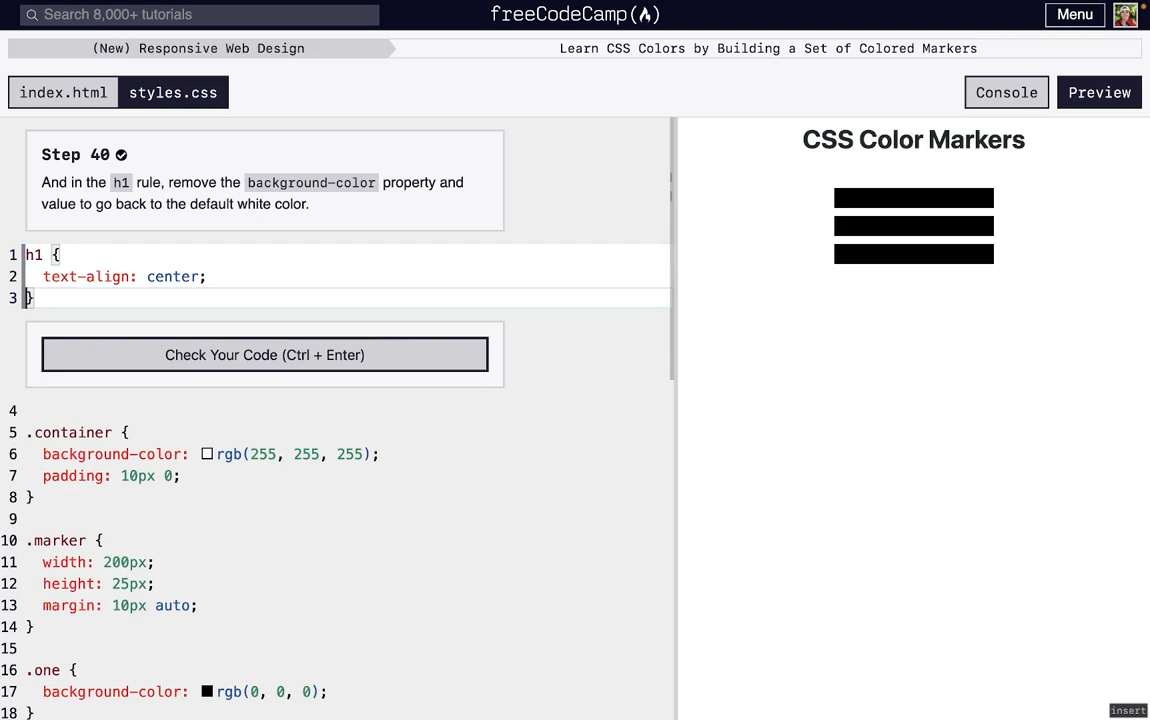 Search 8,000+ tutorials
freeCodeCamp
Menu
(New) Responsive Web Design
Learn CSS Colors by Building a Set of Colored Markers
index.html
styles.css
Console
Preview
Step 40
And in the h1 rule, remove the background-color property and
value to go back to the default white color.
1 h1 {
2 text-align: center;
3 }
Check Your Code (Ctrl + Enter)
4
5 .container {
6 background-color: rgb(255, 255, 255);
7 padding: 10px 0;
8 }
9
10 .marker {
11 width: 200px;
12 height: 25px;
13 margin: 10px auto;
14 }
15
16 .one {
17 background-color: rgb(0, 0, 0);
18 }
CSS Color Markers
insert